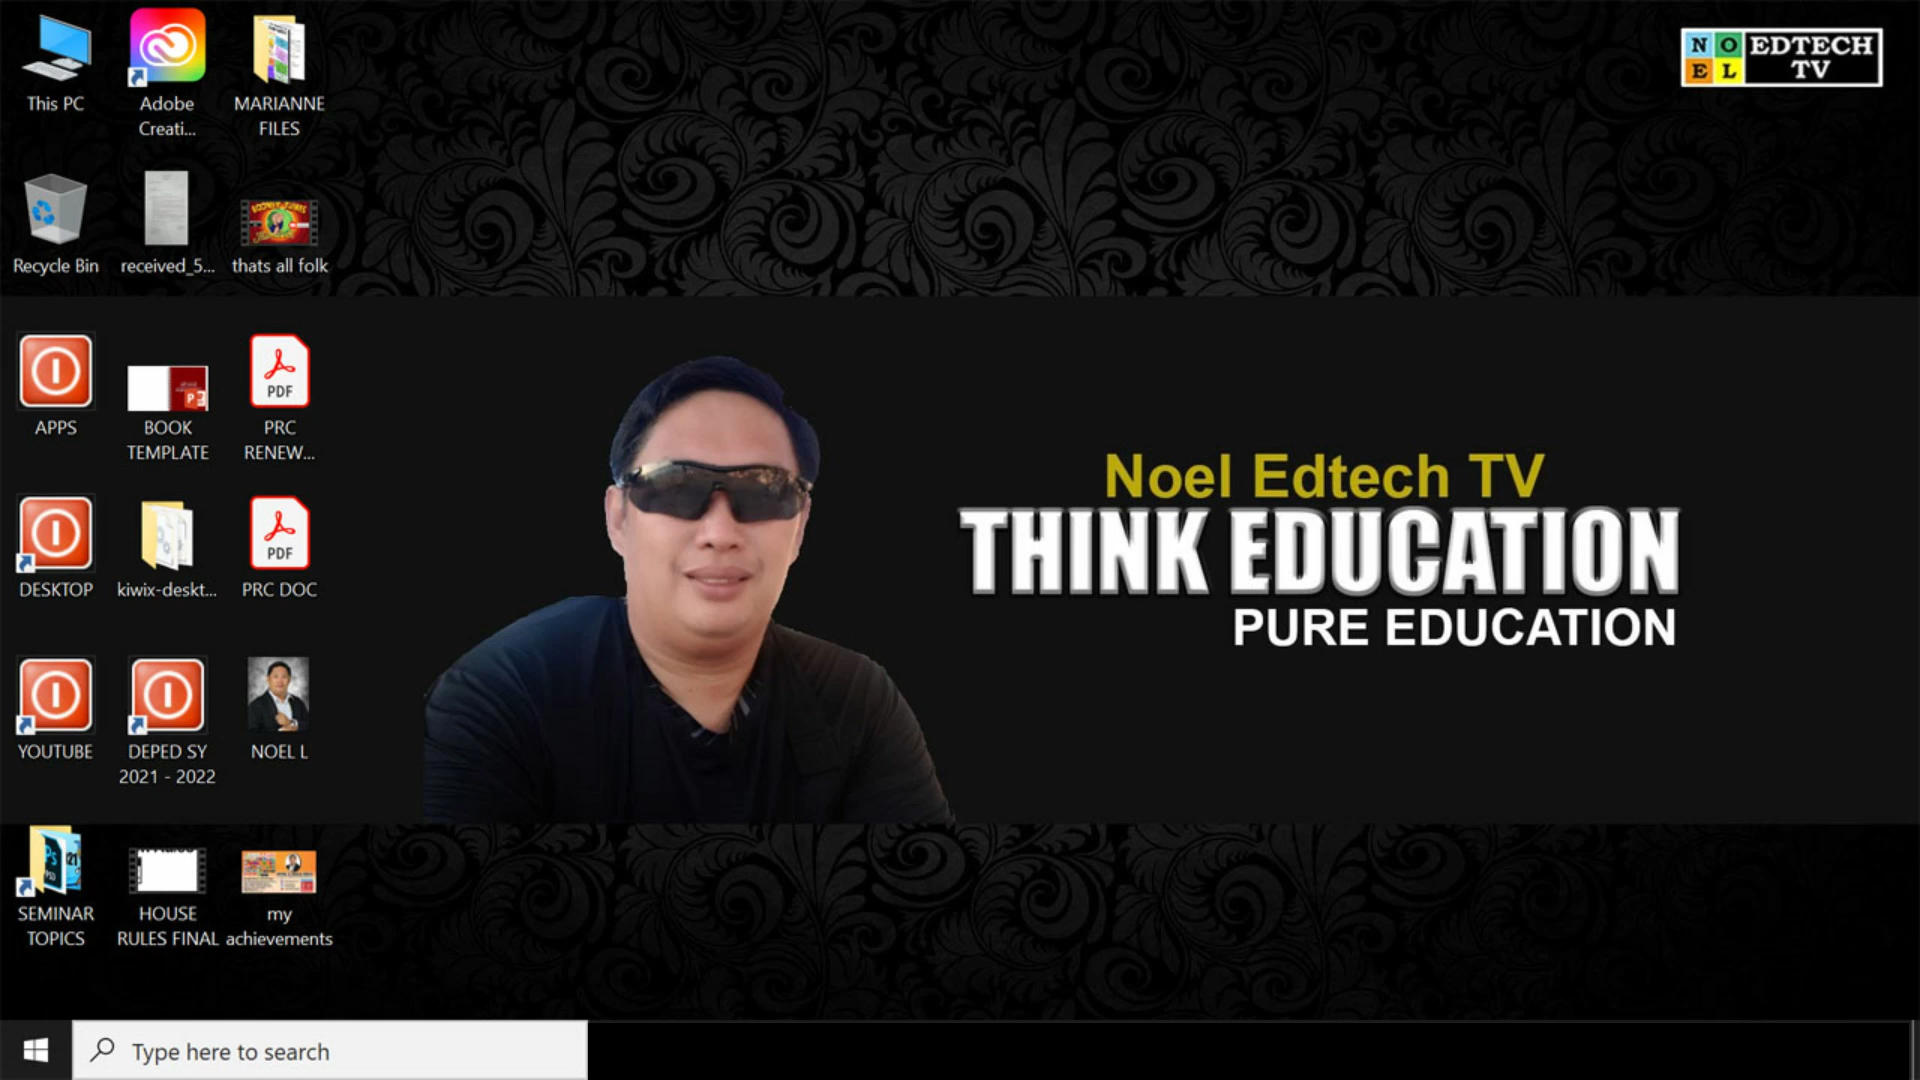 This PC
Adobe
Creati...
MARIANNE
FILES
NOEL
EDTECH
TV
Recycle Bin
received_5...
thats all folk
APPS
BOOK
TEMPLATE
PDF
PRC
RENEW...
Noel Edtech TV
THINK EDUCATION
PURE EDUCATION
DESKTOP
kiwix-deskt...
PDF
PRC DOC
YOUTUBE
DEPED SY
2021 - 2022
NOEL L
SEMINAR
TOPICS
HOUSE
RULES FINAL
my
achievements
Type here to search